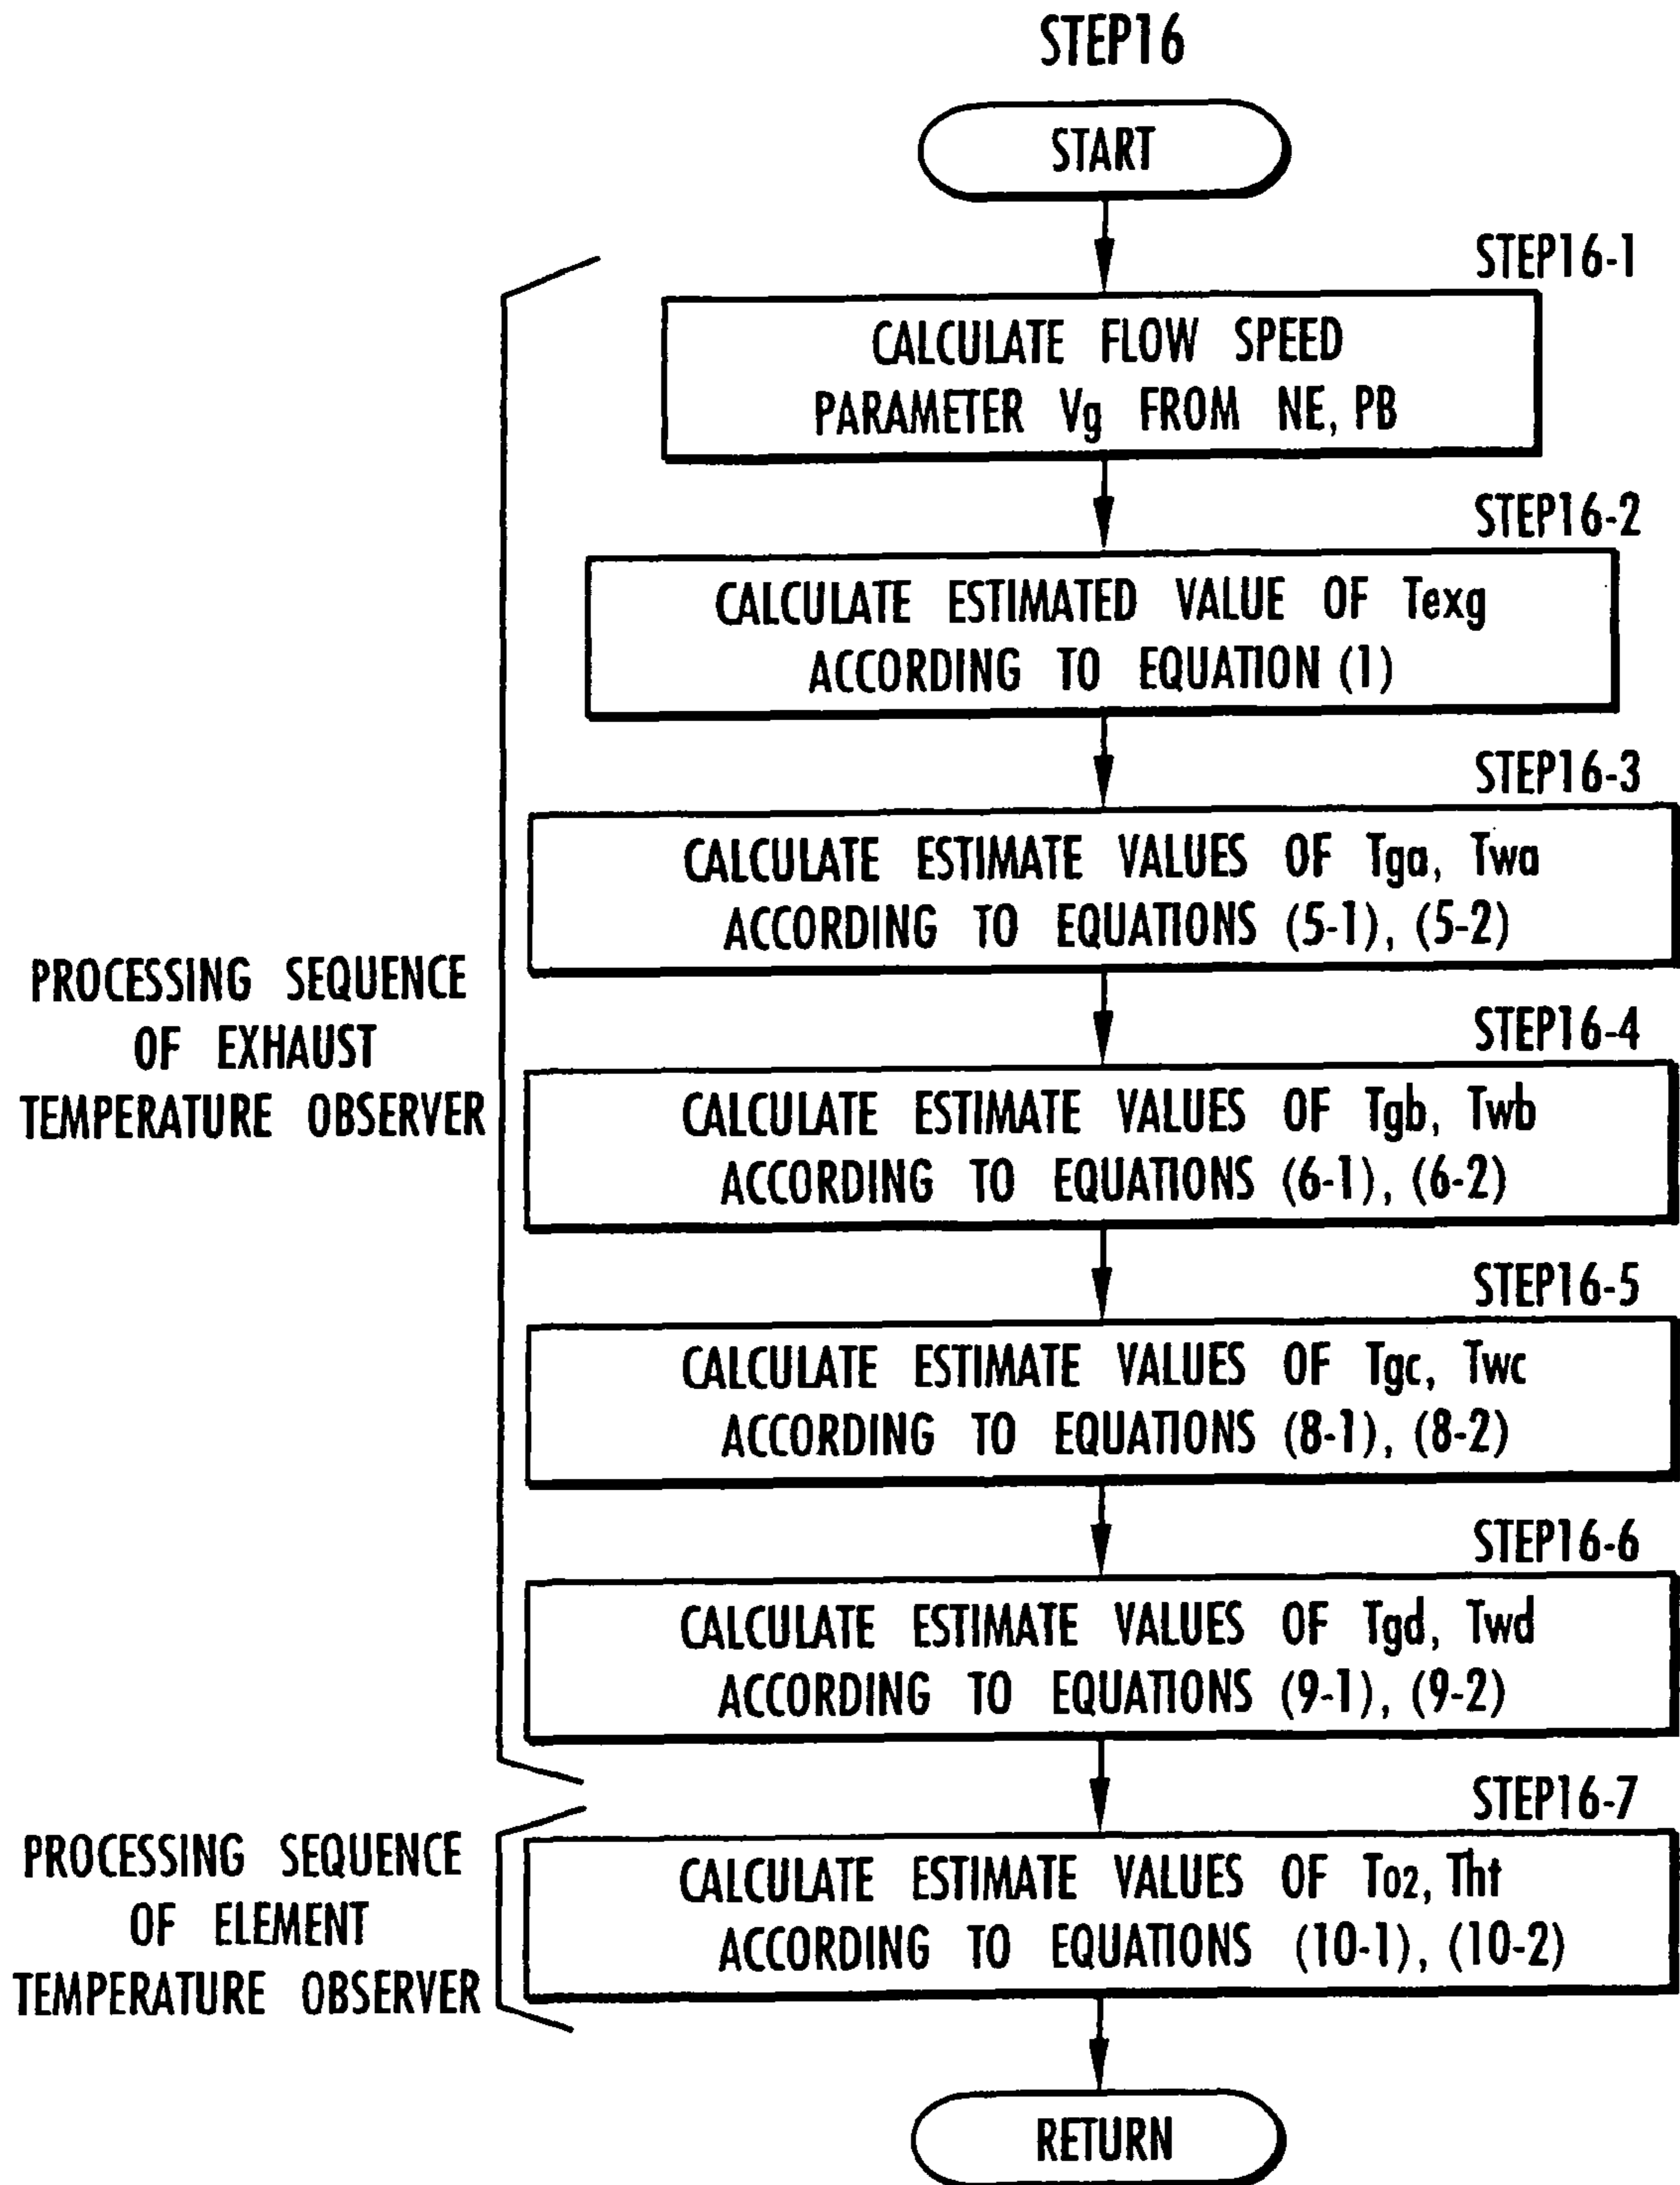 STEP16
START
STEP16-1
CALCULATE FLOW SPEED
PARAMETER Vg FROM NE, PB
STEP16-2
CALCULATE ESTIMATED VALUE OF Texg
ACCORDING TO EQUATION (1)
STEP16-3
CALCULATE ESTIMATE VALUES OF Tga, Twa
ACCORDING TO EQUATIONS (5-1), (5-2)
PROCESSING SEQUENCE
OF EXHAUST
TEMPERATURE OBSERVER
STEP16-4
CALCULATE ESTIMATE VALUES OF Tgb, Twb
ACCORDING TO EQUATIONS (6-1), (6-2)
STEP16-5
CALCULATE ESTIMATE VALUES OF Tgc, Twc
ACCORDING TO EQUATIONS (8-1), (8-2)
STEP16-6
CALCULATE ESTIMATE VALUES OF Tgd, Twd
ACCORDING TO EQUATIONS (9-1), (9-2)
STEP16-7
PROCESSING SEQUENCE
OF ELEMENT
TEMPERATURE OBSERVER
CALCULATE ESTIMATE VALUES OF To2, Tht
ACCORDING TO EQUATIONS (10-1), (10-2)
RETURN